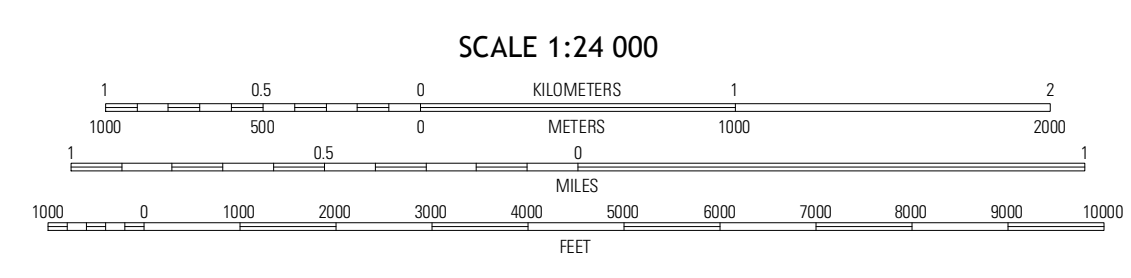 SCALE 1:24 000
1 0.5 0 KILOMETERS 1 2
1000 500 0 METERS 1000 2000
1 0.5 0 1
MILES
1000 0 1000 2000 3000 4000 5000 6000 7000 8000 9000 10000
FEET